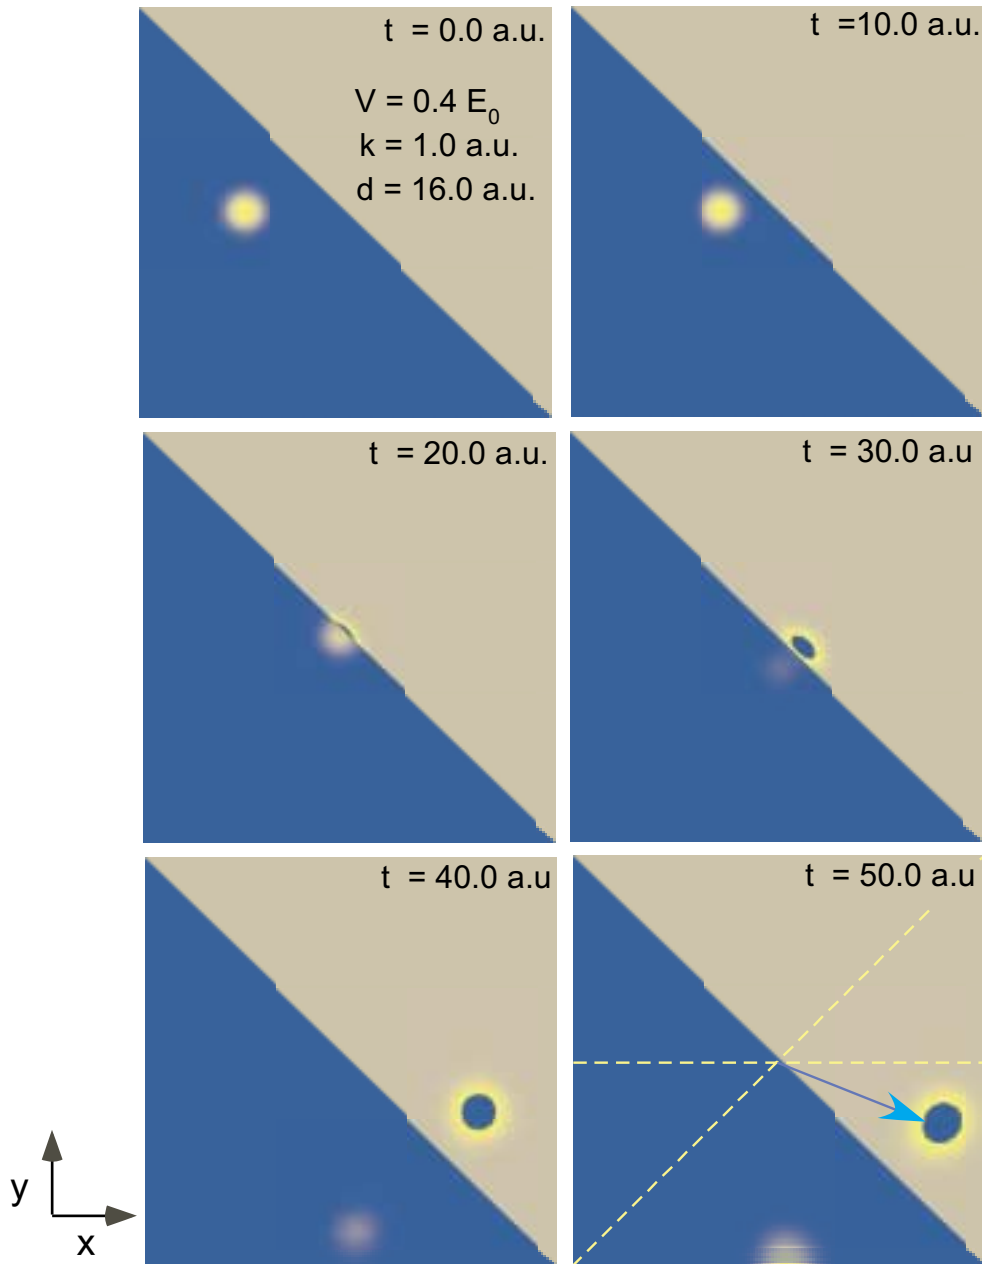 t = 0.0 a.u.
V = 0.4 E0
k = 1.0 a.u.
d = 16.0 a.u.
t =10.0 a.u.
t = 20.0 a.u.
t = 30.0 a.u
t = 40.0 a.u
t = 50.0 a.u
y
x